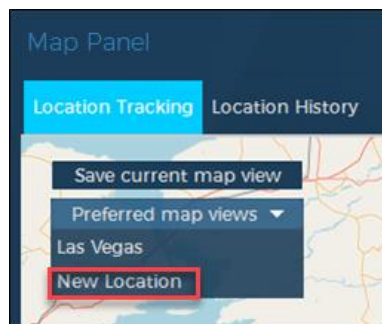 Map Panel
Location Tracking Location History
Save current map view
Preferred map views
Las Vegas
New Location